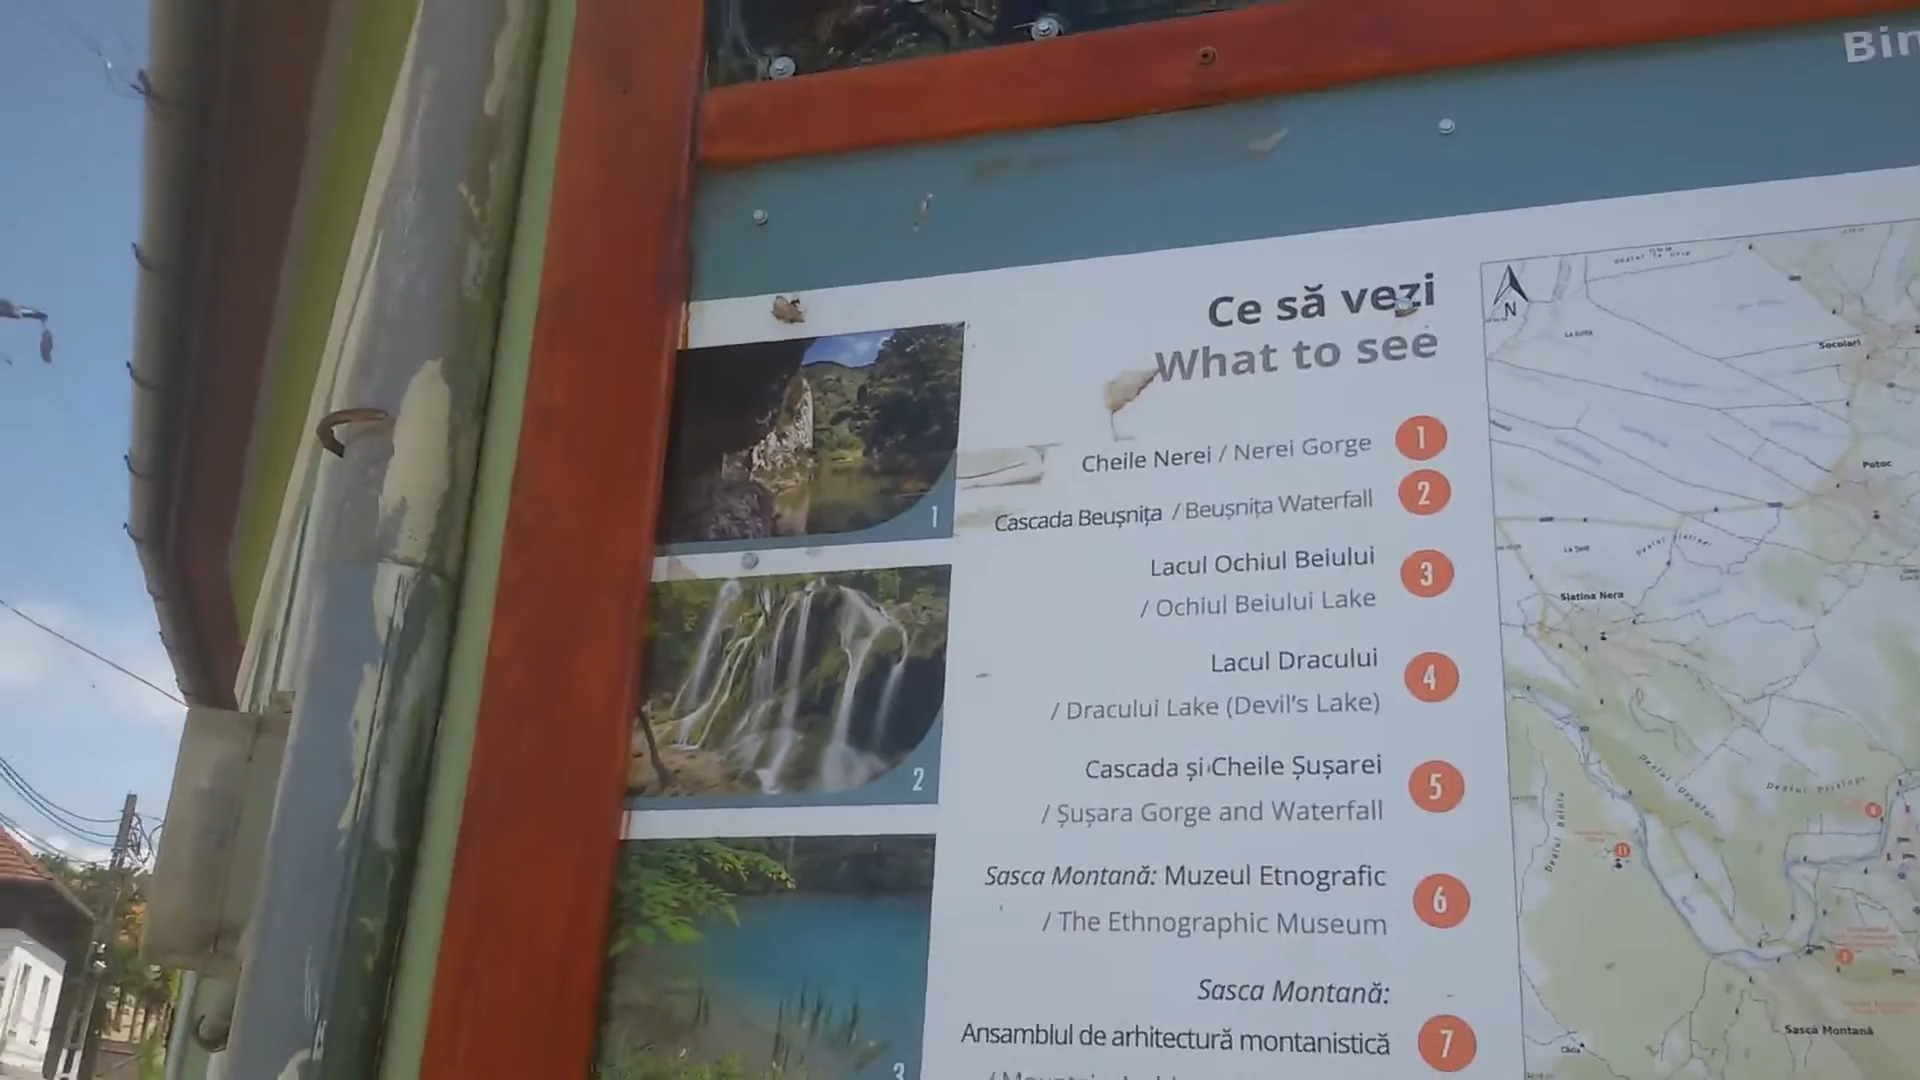 Ce să vezi
What to see
Cheile Nerei / Nerei Gorge 1
Cascada Beușnița / Beușnița Waterfall 2
Lacul Ochiul Beiului
/ Ochiul Beiului Lake 3
Lacul Dracului
/ Dracului Lake (Devil's Lake) 4
Cascada și Cheile Șușarei
/ Șușara Gorge and Waterfall 5
Sasca Montană: Muzeul Etnografic
/ The Ethnographic Museum 6
Sasca Montană:
Ansamblul de arhitectură montanistică 7
1
2
3
N
Socolari
Potoc
Slatina Nera
Sasca Montană